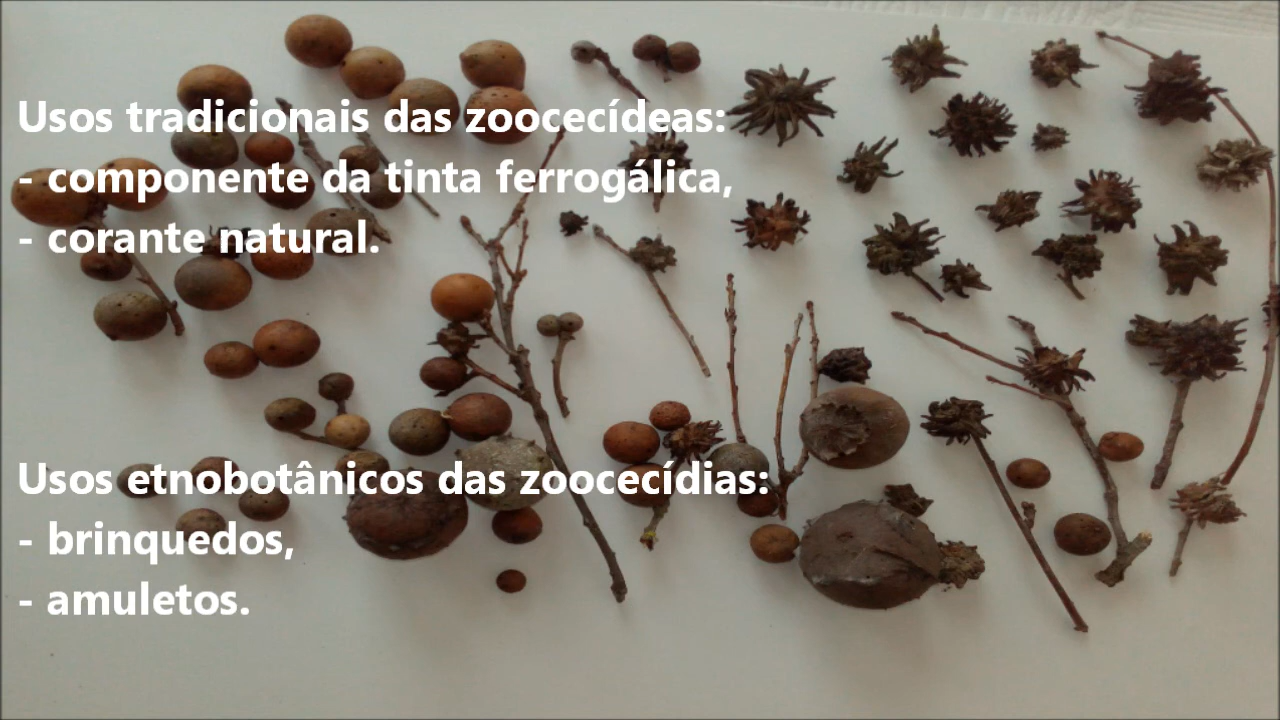 Usos tradicionais das zoocecídeas:
- componente da tinta ferrogálica,
- corante natural.
Usos etnobotânicos das zoocecídias:
- brinquedos,
- amuletos.